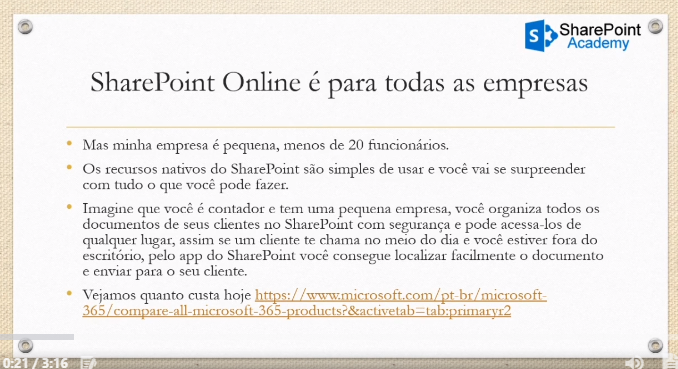 SharePoint
Academy
SharePoint Online é para todas as empresas
Mas minha empresa é pequena, menos de 20 funcionários.
Os recursos nativos do SharePoint são simples de usar e você vai se surpreender
com tudo o que você pode fazer.
Imagine que você é contador e tem uma pequena empresa, você organiza todos os
documentos de seus clientes no SharePoint com segurança e pode acessa-los de
qualquer lugar, assim se um cliente te chama no meio do dia e você estiver fora do
escritório, pelo app do SharePoint você consegue localizar facilmente o documento
e enviar para o seu cliente.
Vejamos quanto custa hoje https://www.microsoft.com/pt-br/microsoft-
365/compare-all-microsoft-365-products?&activetab=tab:primaryr2
0:21 / 3:16